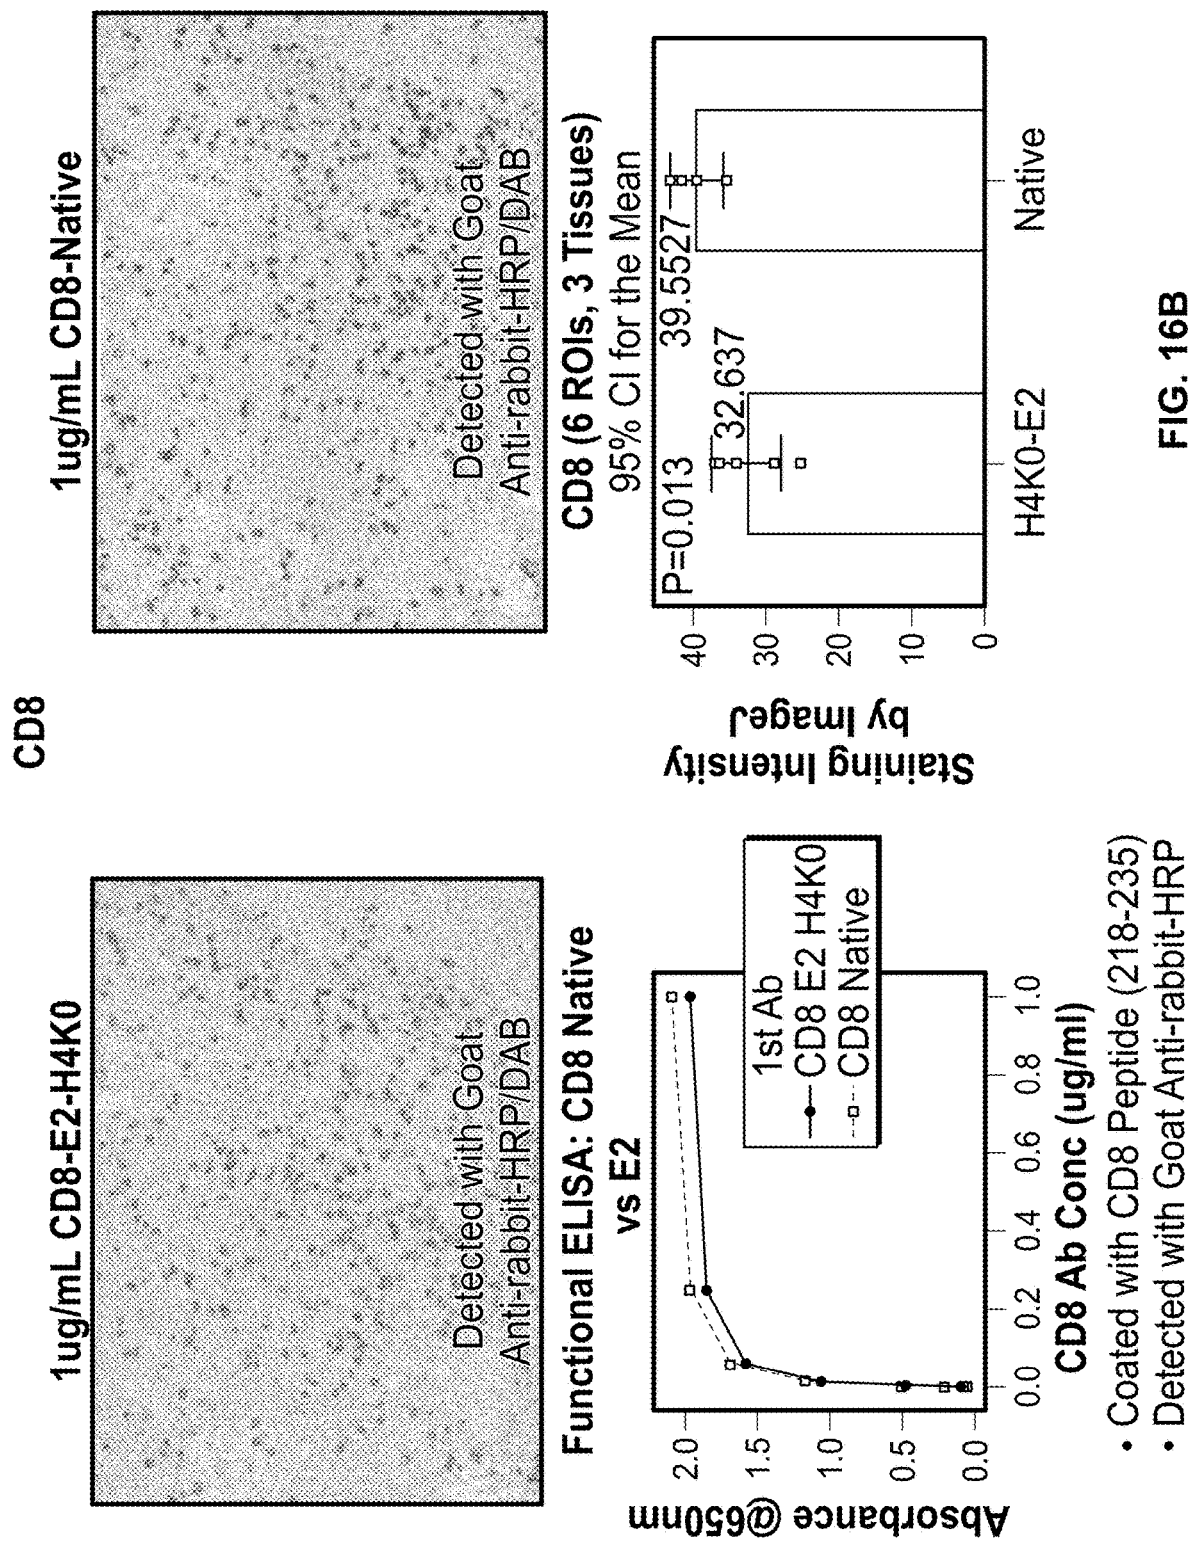 CD8
1ug/mL CD8-E2-H4K0
Detected with Goat
Anti-rabbit-HRP/DAB
1ug/mL CD8-Native
Detected with Goat
Anti-rabbit-HRP/DAB
Functional ELISA: CD8 Native
vs E2
Absorbance @650nm
2.0
1.5
1.0
0.5
0.0
0.0
0.2
0.4
0.6
0.8
1.0
CD8 Ab Conc (ug/ml)
1st Ab
CD8 E2 H4K0
CD8 Native
• Coated with CD8 Peptide (218-235)
• Detected with Goat Anti-rabbit-HRP
CD8 (6 ROIs, 3 Tissues)
95% CI for the Mean
Staining Intensity
by ImageJ
40
30
20
10
0
P=0.013
32.637
39.5527
H4K0-E2
Native
FIG. 16B